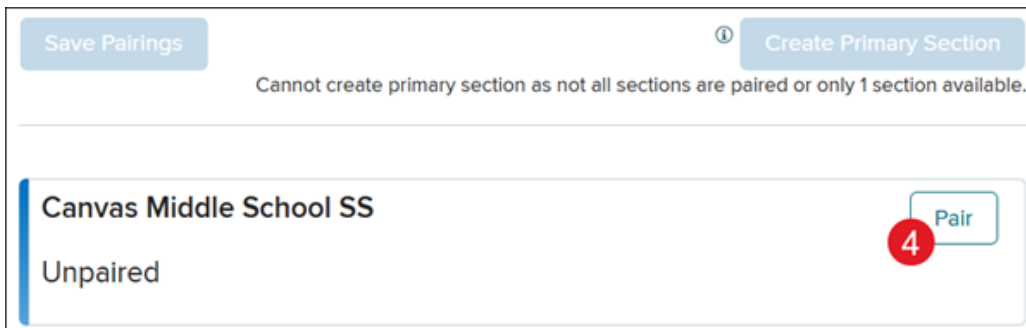 Save Pairings
ⓘ Create Primary Section
Cannot create primary section as not all sections are paired or only 1 section available.
Canvas Middle School SS
Pair
4
Unpaired